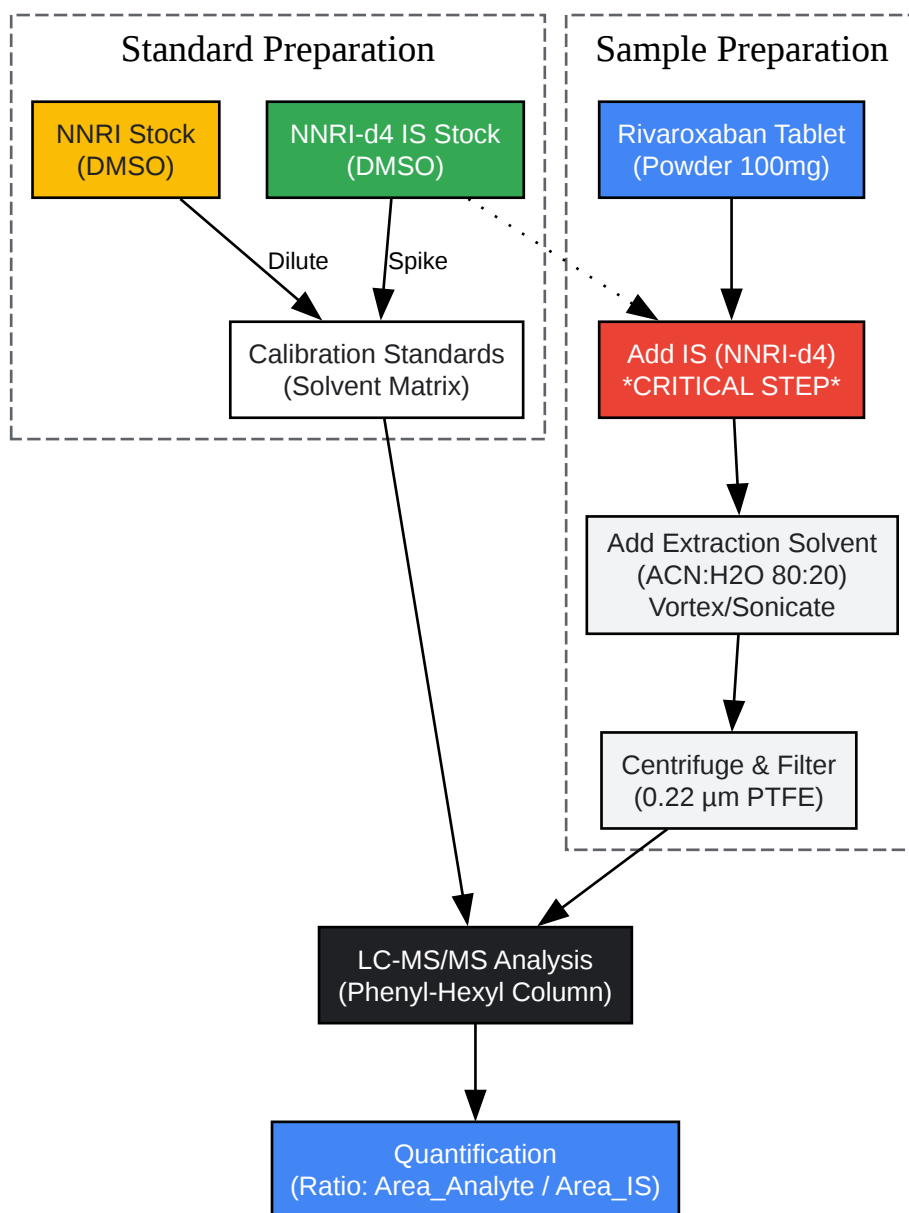 Standard Preparation
NNRI Stock
(DMSO)
NNRI-d4 IS Stock
(DMSO)
Dilute
Spike
Calibration Standards
(Solvent Matrix)
Sample Preparation
Rivaroxaban Tablet
(Powder 100mg)
Add IS (NNRI-d4)
*CRITICAL STEP*
Add Extraction Solvent
(ACN:H2O 80:20)
Vortex/Sonicate
Centrifuge & Filter
(0.22 µm PTFE)
LC-MS/MS Analysis
(Phenyl-Hexyl Column)
Quantification
(Ratio: Area_Analyte / Area_IS)